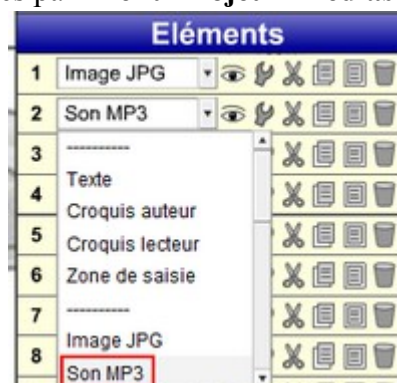 Eléments
1 Image JPG
2 Son MP3
3 ----------
Texte
4
Croquis auteur
5 Croquis lecteur
6 Zone de saisie
7 ----------
Image JPG
8
Son MP3